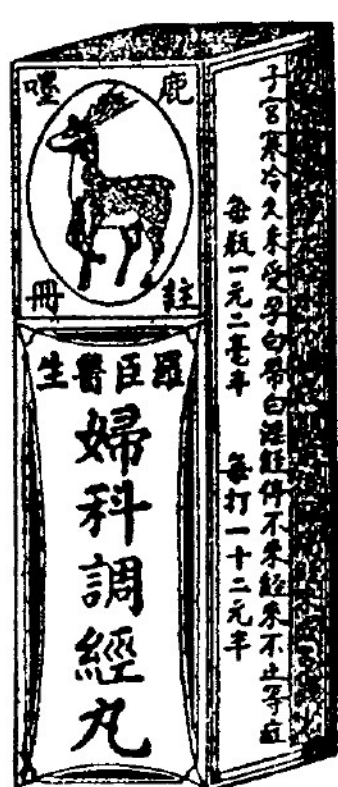 鹿嘜
註冊
羅臣醫生
婦科調經丸
子宮寒冷久未受孕白帶白淫經停不來經來不止等症
每瓶一元二毫半 每打一十二元半